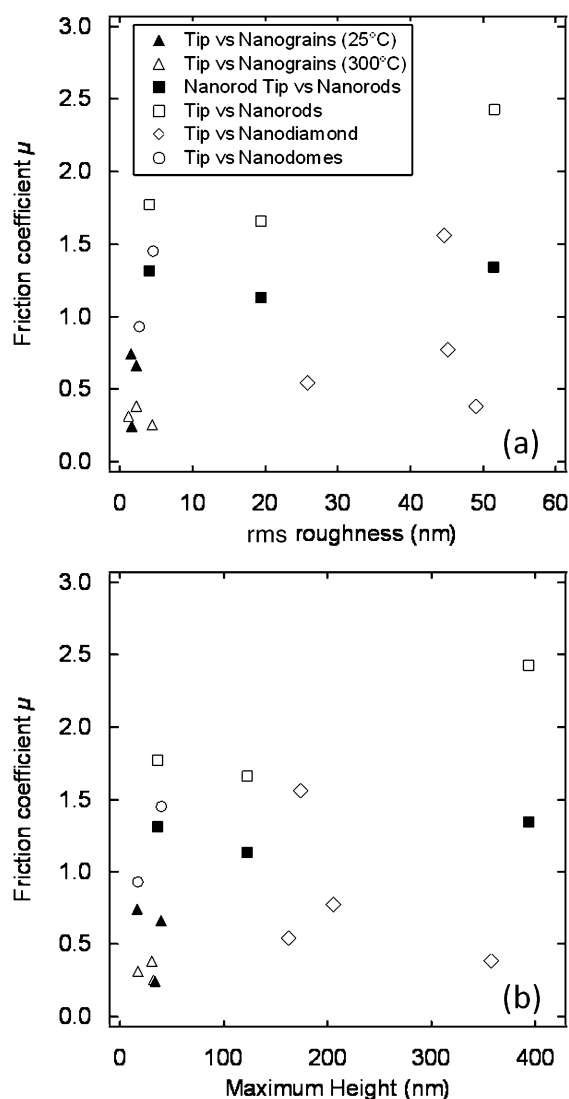 3.0
2.5
2.0
1.5
1.0
0.5
0.0
Friction coefficient μ
Tip vs Nanograins (25°C)
Tip vs Nanograins (300°C)
Nanorod Tip vs Nanorods
Tip vs Nanorods
Tip vs Nanodiamond
Tip vs Nanodomes
(a)
0 10 20 30 40 50 60
rms roughness (nm)
3.0
2.5
2.0
1.5
1.0
0.5
0.0
Friction coefficient μ
(b)
0 100 200 300 400
Maximum Height (nm)